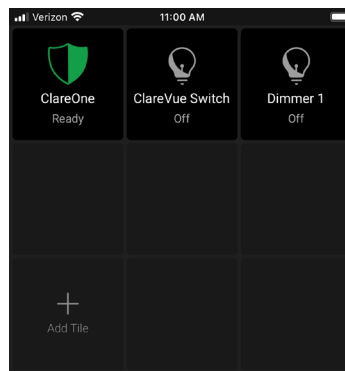 Verizon 11:00 AM
ClareOne ClareVue Switch Dimmer 1
Ready Off Off
Add Tile